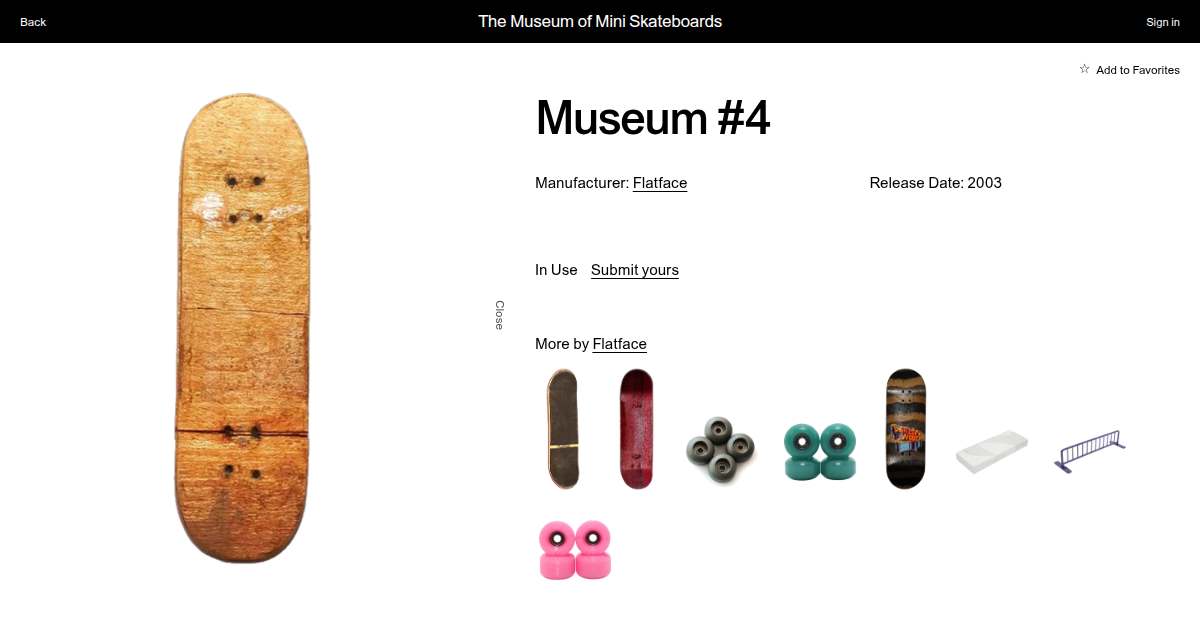 Back
The Museum of Mini Skateboards
Sign in
☆ Add to Favorites
Museum #4
Manufacturer: Flatface
Release Date: 2003
In Use Submit yours
Close
More by Flatface